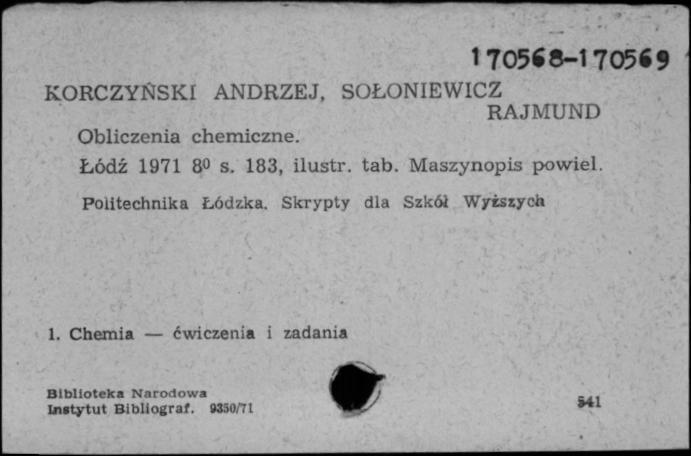 170568-170569
KORCZYŃSKI ANDRZEJ, SOŁONIEWICZ
RAJMUND
Obliczenia chemiczne.
Łódź 1971 8º s. 183, ilustr. tab. Maszynopis powiel.
Politechnika Łódzka. Skrypty dla Szkół Wyższych
1. Chemia — ćwiczenia i zadania
Biblioteka Narodowa
Instytut Bibliograf. 9350/71
541